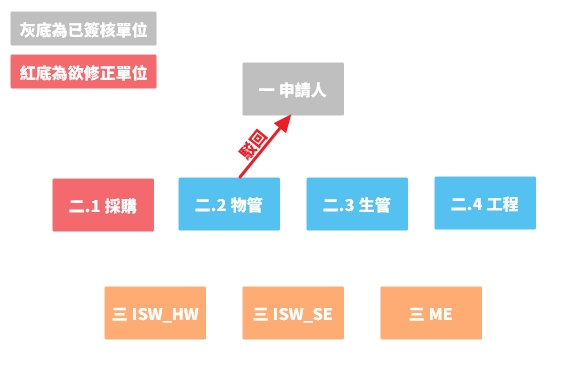 灰底為已簽核單位
紅底為欲修正單位
一 申請人
駁回
二.1 採購
二.2 物管
二.3 生管
二.4 工程
三 ISW_HW
三 ISW_SE
三 ME